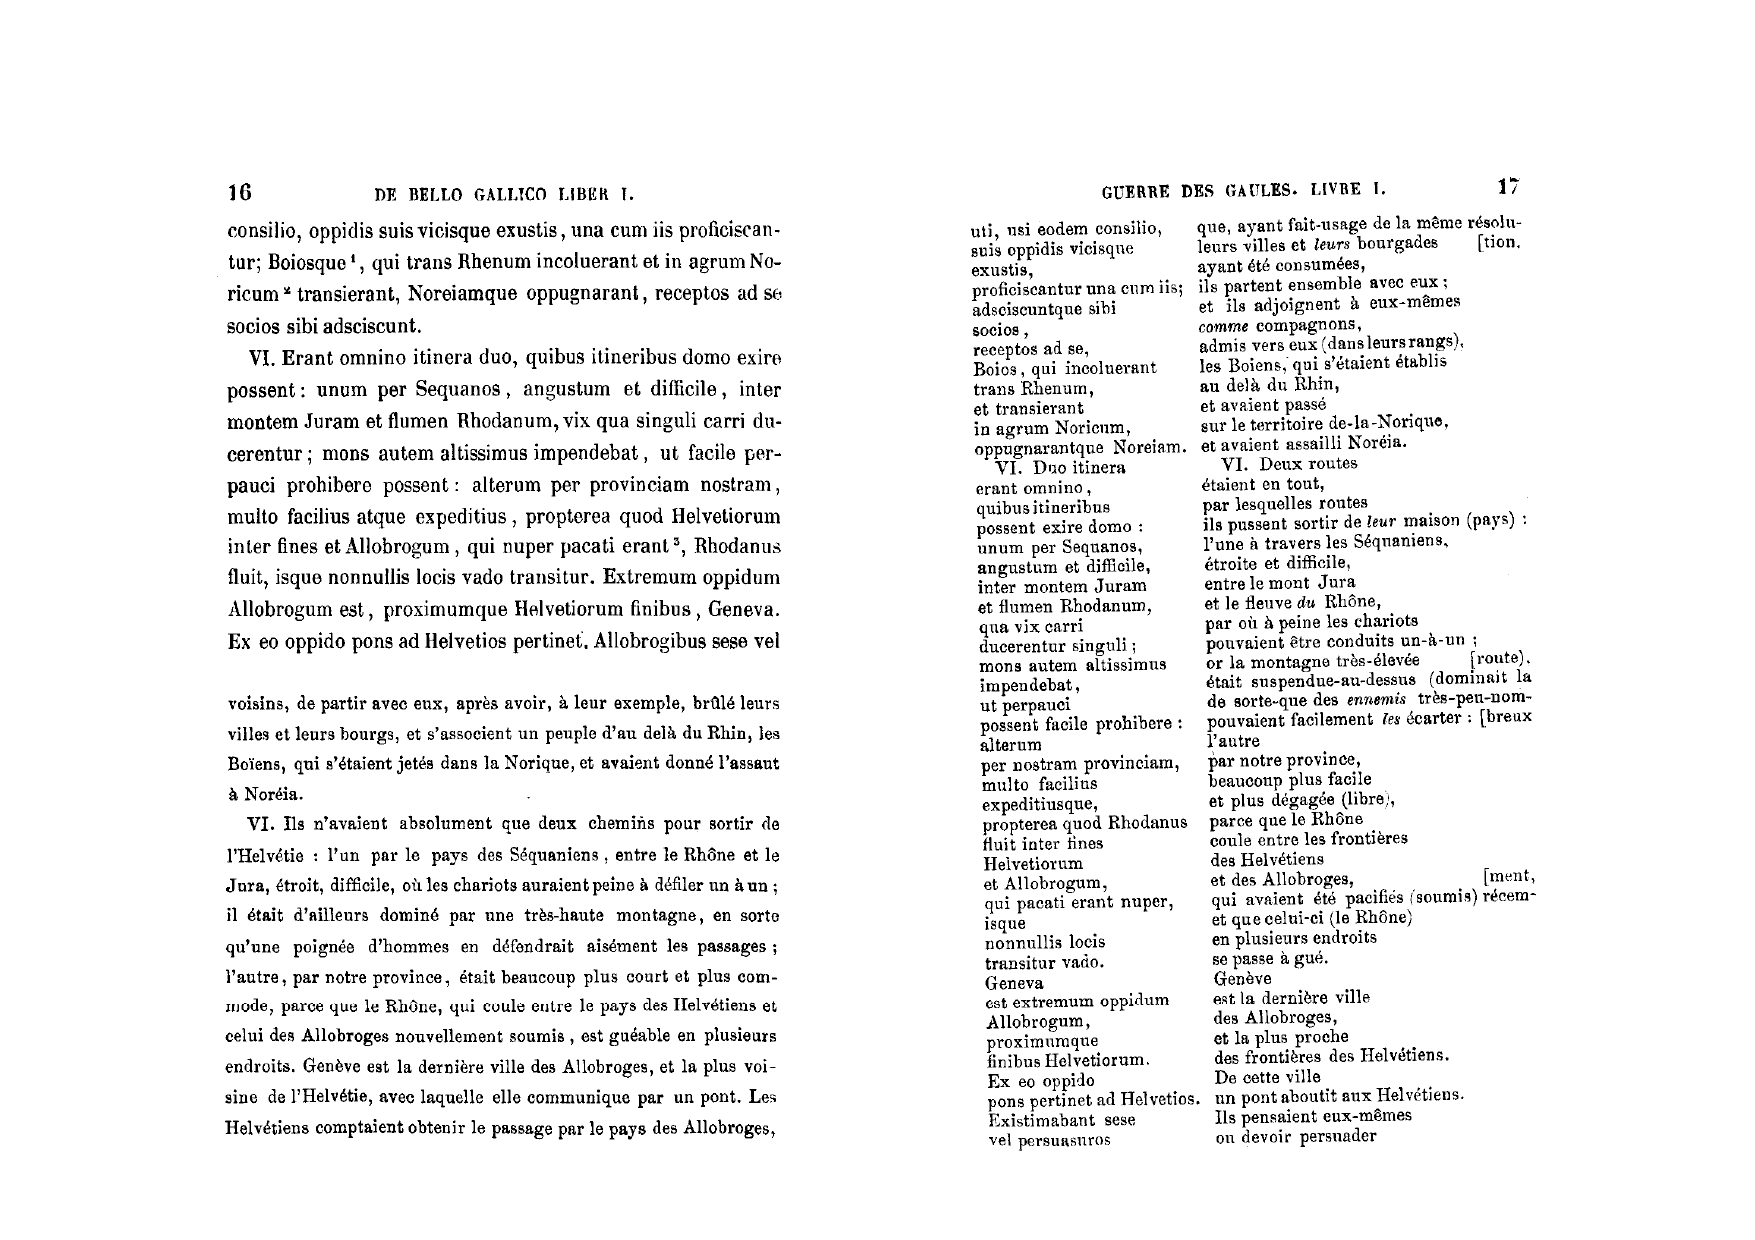 16 DE BELLO GALLICO LIBER I.
consilio, oppidis suis vicisque exustis, una cum iis proficiscan-
tur; Boiosque¹, qui trans Rhenum incoluerant et in agrum No-
ricum² transierant, Noreiamque oppugnarant, receptos ad se
socios sibi adsciscunt.
VI. Erant omnino itinera duo, quibus itineribus domo exire
possent : unum per Sequanos, angustum et difficile, inter
montem Juram et flumen Rhodanum, vix qua singuli carri du-
cerentur; mons autem altissimus impendebat, ut facile per-
pauci prohibere possent : alterum per provinciam nostram,
multo facilius atque expeditius, propterea quod Helvetiorum
inter fines et Allobrogum, qui nuper pacati erant³, Rhodanus
fluit, isque nonnullis locis vado transitur. Extremum oppidum
Allobrogum est, proximumque Helvetiorum finibus, Geneva.
Ex eo oppido pons ad Helvetios pertinet. Allobrogibus sese vel
voisins, de partir avec eux, après avoir, à leur exemple, brûlé leurs
villes et leurs bourgs, et s'associent un peuple d'au delà du Rhin, les
Boïens, qui s'étaient jetés dans la Norique, et avaient donné l'assaut
à Noréia.
VI. Ils n'avaient absolument que deux chemins pour sortir de
l'Helvétie : l'un par le pays des Séquaniens, entre le Rhône et le
Jura, étroit, difficile, où les chariots auraient peine à défiler un à un ;
il était d'ailleurs dominé par une très-haute montagne, en sorte
qu'une poignée d'hommes en défendrait aisément les passages ;
l'autre, par notre province, était beaucoup plus court et plus com-
mode, parce que le Rhône, qui coule entre le pays des Helvétiens et
celui des Allobroges nouvellement soumis, est guéable en plusieurs
endroits. Genève est la dernière ville des Allobroges, et la plus voi-
sine de l'Helvétie, avec laquelle elle communique par un pont. Les
Helvétiens comptaient obtenir le passage par le pays des Allobroges,
GUERRE DES GAULES. LIVRE I. 17
uti, usi eodem consilio,
suis oppidis vicisque
exustis,
proficiscantur una cum iis;
adsciscuntque sibi
socios,
receptos ad se,
Boios, qui incoluerant
trans Rhenum,
et transierant
in agrum Noricum,
oppugnarantque Noreiam.
VI. Duo itinera
erant omnino,
quibus itineribus
possent exire domo :
unum per Sequanos,
angustum et difficile,
inter montem Juram
et flumen Rhodanum,
qua vix carri
ducerentur singuli ;
mons autem altissimus
impendebat,
ut perpauci
possent facile prohibere :
alterum
per nostram provinciam,
multo facilius
expeditiusque,
propterea quod Rhodanus
fluit inter fines
Helvetiorum
et Allobrogum,
qui pacati erant nuper,
isque
nonnullis locis
transitur vado.
Geneva
est extremum oppidum
Allobrogum,
proximumque
finibus Helvetiorum.
Ex eo oppido
pons pertinet ad Helvetios.
Existimabant sese
vel persuasuros
que, ayant fait-usage de la même résolu-
leurs villes et leurs bourgades [tion.
ayant été consumées,
ils partent ensemble avec eux ;
et ils adjoignent à eux-mêmes
comme compagnons,
admis vers eux (dans leurs rangs),
les Boiens, qui s'étaient établis
au delà du Rhin,
et avaient passé
sur le territoire de-la-Norique,
et avaient assailli Noréia.
VI. Deux routes
étaient en tout,
par lesquelles routes
ils pussent sortir de leur maison (pays) :
l'une à travers les Séquaniens,
étroite et difficile,
entre le mont Jura
et le fleuve du Rhône,
par où à peine les chariots
pouvaient être conduits un-à-un ;
or la montagne très-élevée [route).
était suspendue-au-dessus (dominait la
de sorte-que des ennemis très-peu-nom-
pouvaient facilement les écarter : [breux
l'autre
par notre province,
beaucoup plus facile
et plus dégagée (libre),
parce que le Rhône
coule entre les frontières
des Helvétiens
et des Allobroges, [ment,
qui avaient été pacifiés (soumis) récem-
et que celui-ci (le Rhône)
en plusieurs endroits
se passe à gué.
Genève
est la dernière ville
des Allobroges,
et la plus proche
des frontières des Helvétiens.
De cette ville
un pont aboutit aux Helvétiens.
Ils pensaient eux-mêmes
ou devoir persuader